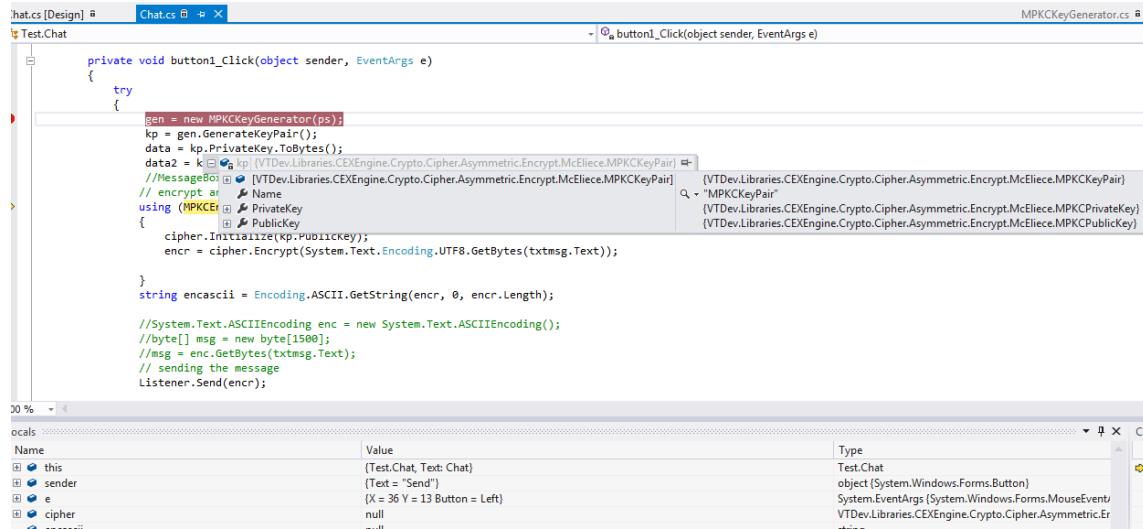 hat.cs [Design]
Chat.cs
MPKCKeyGenerator.cs
Test.Chat
button1_Click(object sender, EventArgs e)
private void button1_Click(object sender, EventArgs e)
{
try
{
gen = new MPKCKeyGenerator(ps);
kp = gen.GenerateKeyPair();
data = kp.PrivateKey.ToBytes();
data2 = k
kp {VTDev.Libraries.CEXEngine.Crypto.Cipher.Asymmetric.Encrypt.McEliece.MPKCKeyPair}
//MessageBo
[VTDev.Libraries.CEXEngine.Crypto.Cipher.Asymmetric.Encrypt.McEliece.MPKCKeyPair] {VTDev.Libraries.CEXEngine.Crypto.Cipher.Asymmetric.Encrypt.McEliece.MPKCKeyPair}
// encrypt ar
Name "MPKCKeyPair"
using (MPKCEn
PrivateKey {VTDev.Libraries.CEXEngine.Crypto.Cipher.Asymmetric.Encrypt.McEliece.MPKCPrivateKey}
{
PublicKey {VTDev.Libraries.CEXEngine.Crypto.Cipher.Asymmetric.Encrypt.McEliece.MPKCPublicKey}
cipher.Initialize(kp.PublicKey);
encr = cipher.Encrypt(System.Text.Encoding.UTF8.GetBytes(txtmsg.Text));
}
string encascii = Encoding.ASCII.GetString(encr, 0, encr.Length);
//System.Text.ASCIIEncoding enc = new System.Text.ASCIIEncoding();
//byte[] msg = new byte[1500];
//msg = enc.GetBytes(txtmsg.Text);
// sending the message
Listener.Send(encr);
00 %
ocals
Name Value Type
this {Test.Chat, Text: Chat} Test.Chat
sender {Text = "Send"} object {System.Windows.Forms.Button}
e {X = 36 Y = 13 Button = Left} System.EventArgs {System.Windows.Forms.MouseEventA
cipher null VTDev.Libraries.CEXEngine.Crypto.Cipher.Asymmetric.Er
encascii null string